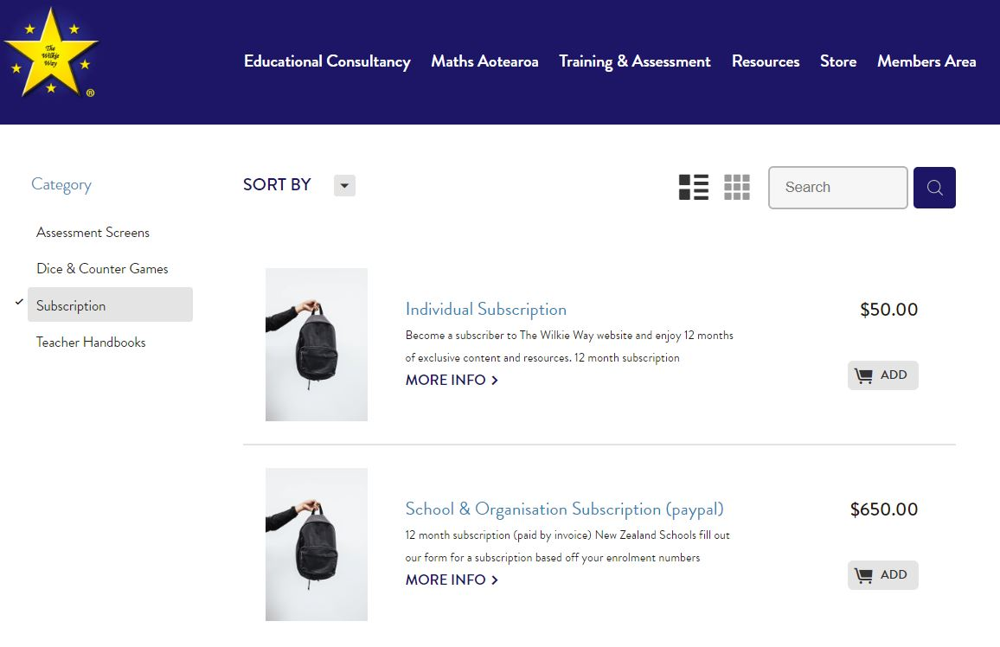 The
Wilkie
Way
®
Educational Consultancy Maths Aotearoa Training & Assessment Resources Store Members Area
Category
SORT BY
Search
Assessment Screens
Dice & Counter Games
Subscription
Teacher Handbooks
Individual Subscription
$50.00
Become a subscriber to The Wilkie Way website and enjoy 12 months
of exclusive content and resources. 12 month subscription
MORE INFO >
ADD
School & Organisation Subscription (paypal)
$650.00
12 month subscription (paid by invoice) New Zealand Schools fill out
our form for a subscription based off your enrolment numbers
MORE INFO >
ADD